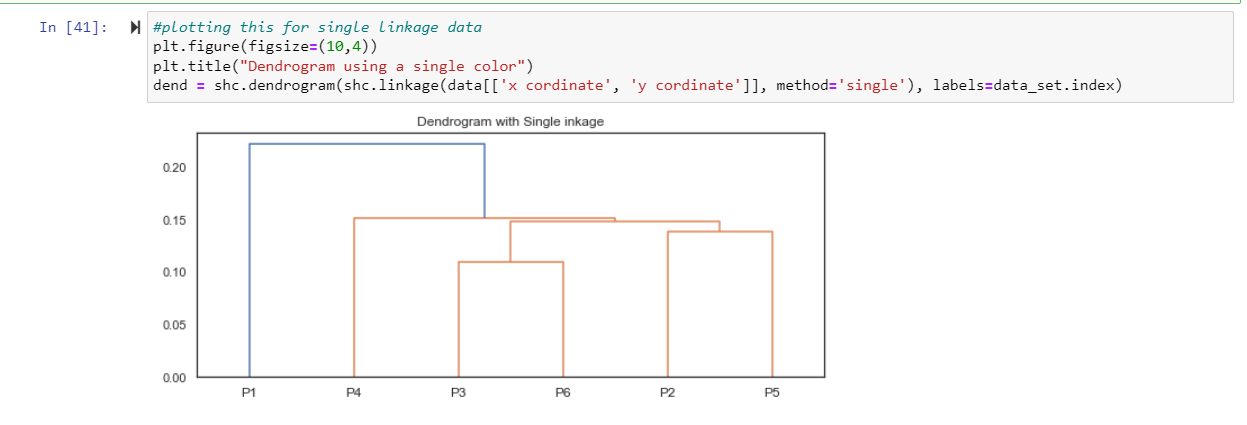 In [41]:
#plotting this for single linkage data
plt.figure(figsize=(10,4))
plt.title("Dendrogram using a single color")
dend = shc.dendrogram(shc.linkage(data[['x cordinate', 'y cordinate']], method='single'), labels=data_set.index)
Dendrogram with Single inkage
0.20
0.15
0.10
0.05
0.00
P1 P4 P3 P6 P2 P5